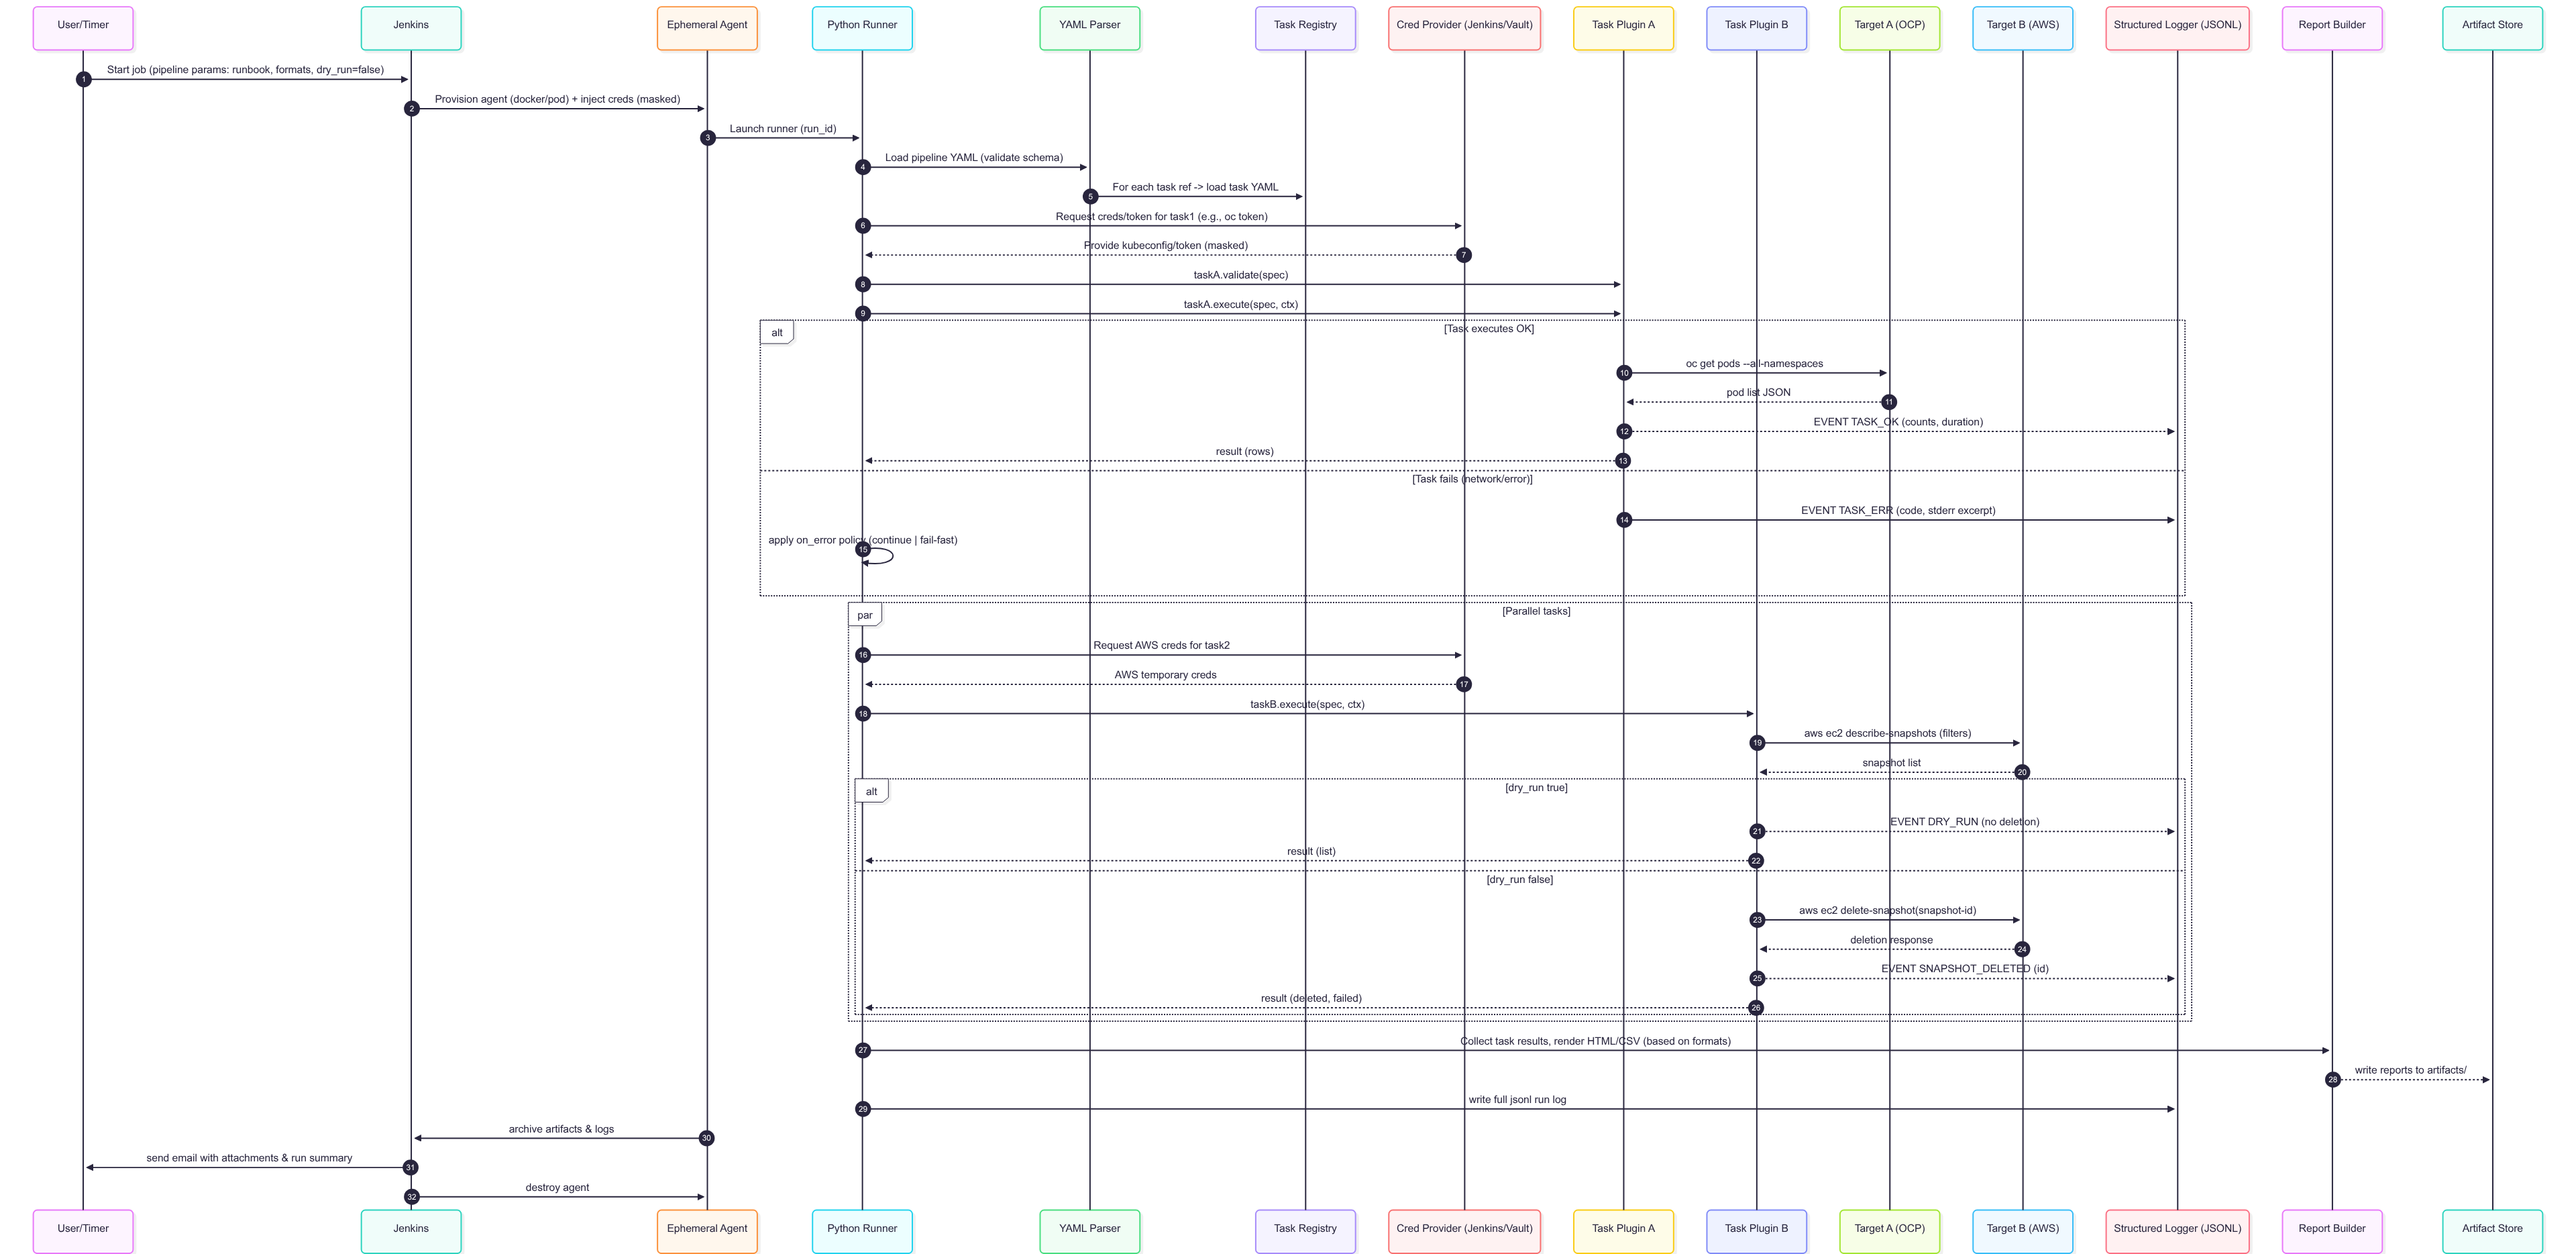 User/Timer
Jenkins
Ephemeral Agent
Python Runner
YAML Parser
Task Registry
Cred Provider (Jenkins/Vault)
Task Plugin A
Task Plugin B
Target A (OCP)
Target B (AWS)
Structured Logger (JSONL)
Report Builder
Artifact Store
1
Start job (pipeline params: runbook, formats, dry_run=false)
2
Provision agent (docker/pod) + inject creds (masked)
3
Launch runner (run_id)
4
Load pipeline YAML (validate schema)
5
For each task ref -> load task YAML
6
Request creds/token for task1 (e.g., oc token)
Provide kubeconfig/token (masked)
7
8
taskA.validate(spec)
9
taskA.execute(spec, ctx)
alt
[Task executes OK]
10
oc get pods --all-namespaces
pod list JSON
11
12
EVENT TASK_OK (counts, duration)
result (rows)
13
[Task fails (network/error)]
14
EVENT TASK_ERR (code, stderr excerpt)
apply on_error policy (continue | fail-fast)
15
par
[Parallel tasks]
16
Request AWS creds for task2
AWS temporary creds
17
18
taskB.execute(spec, ctx)
19
aws ec2 describe-snapshots (filters)
snapshot list
20
alt
[dry_run true]
21
EVENT DRY_RUN (no deletion)
result (list)
22
[dry_run false]
23
aws ec2 delete-snapshot(snapshot-id)
deletion response
24
25
EVENT SNAPSHOT_DELETED (id)
result (deleted, failed)
26
27
Collect task results, render HTML/CSV (based on formats)
28
write reports to artifacts/
29
write full jsonl run log
archive artifacts & logs
30
send email with attachments & run summary
31
32
destroy agent
User/Timer
Jenkins
Ephemeral Agent
Python Runner
YAML Parser
Task Registry
Cred Provider (Jenkins/Vault)
Task Plugin A
Task Plugin B
Target A (OCP)
Target B (AWS)
Structured Logger (JSONL)
Report Builder
Artifact Store